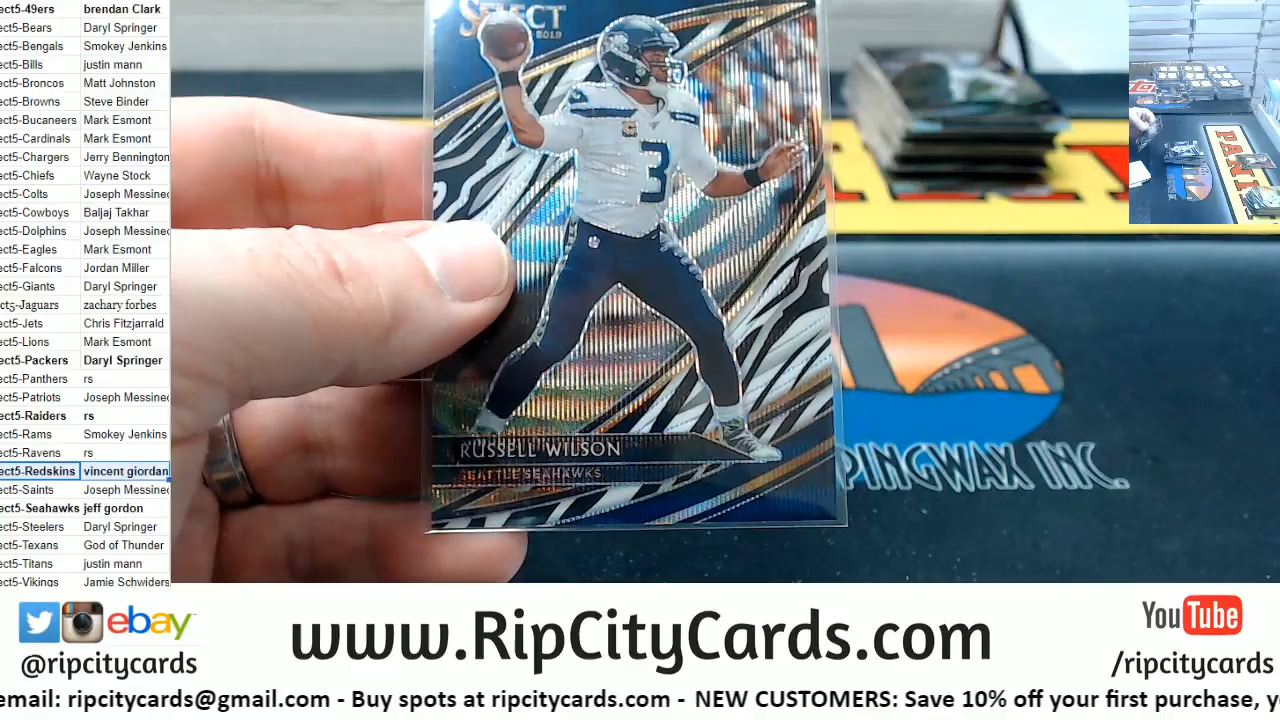 ect5-49ers brendan Clark
ect5-Bears Daryl Springer
ect5-Bengals Smokey Jenkins
ect5-Bills justin mann
ect5-Broncos Matt Johnston
ect5-Browns Steve Binder
ect5-Bucaneers Mark Esmont
ect5-Cardinals Mark Esmont
ect5-Chargers Jerry Bennington
ect5-Chiefs Wayne Stock
ect5-Colts Joseph Messinec
ect5-Cowboys Baljaj Takhar
ect5-Dolphins Joseph Messinec
ect5-Eagles Mark Esmont
ect5-Falcons Jordan Miller
ect5-Giants Daryl Springer
ect5-Jaguars zachary forbes
ect5-Jets Chris Fitzjarrald
ect5-Lions Mark Esmont
ect5-Packers Daryl Springer
ect5-Panthers rs
ect5-Patriots Joseph Messinec
ect5-Raiders rs
ect5-Rams Smokey Jenkins
ect5-Ravens rs
ect5-Redskins vincent giordan
ect5-Saints Joseph Messinec
ect5-Seahawks jeff gordon
ect5-Steelers Daryl Springer
ect5-Texans God of Thunder
ect5-Titans justin mann
ect5-Vikings Jamie Schwiders
SELECT
2019
C
3
RUSSELL WILSON
SEATTLE SEAHAWKS
PINGWAX INC.
PANIN
ebay
@ripcitycards
www.RipCityCards.com
YouTube
/ripcitycards
email: ripcitycards@gmail.com - Buy spots at ripcitycards.com - NEW CUSTOMERS: Save 10% off your first purchase, y